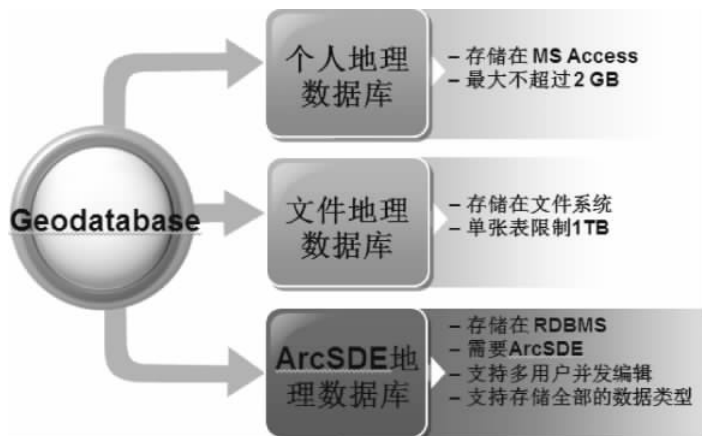 个人地理
数据库
– 存储在 MS Access
– 最大不超过2 GB
Geodatabase
文件地理
数据库
– 存储在文件系统
– 单张表限制1TB
ArcSDE地
理数据库
– 存储在 RDBMS
– 需要ArcSDE
– 支持多用户并发编辑
– 支持存储全部的数据类型